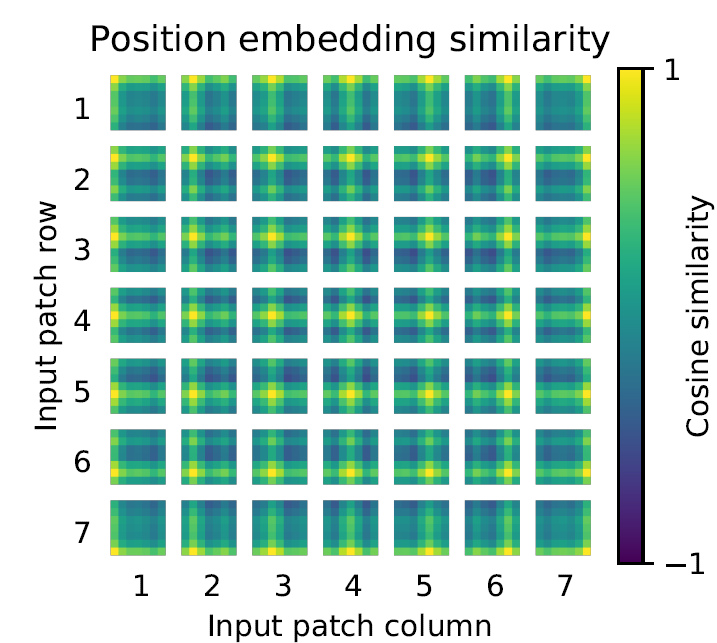 Position embedding similarity
1
2
3
4
5
6
7
Input patch row
1 2 3 4 5 6 7
Input patch column
1
−1
Cosine similarity